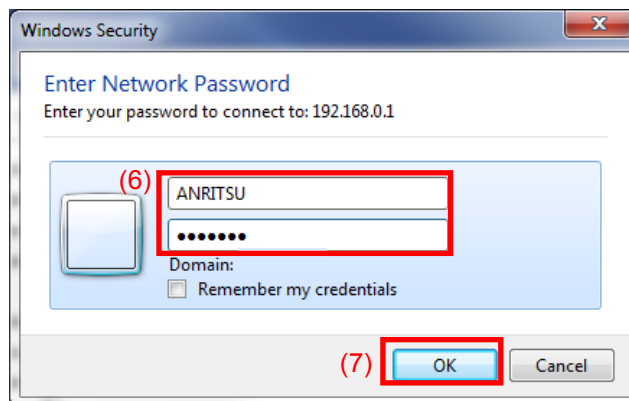 Windows Security
Enter Network Password
Enter your password to connect to: 192.168.0.1
(6)
ANRITSU
●●●●●●●
Domain:
Remember my credentials
(7) OK Cancel